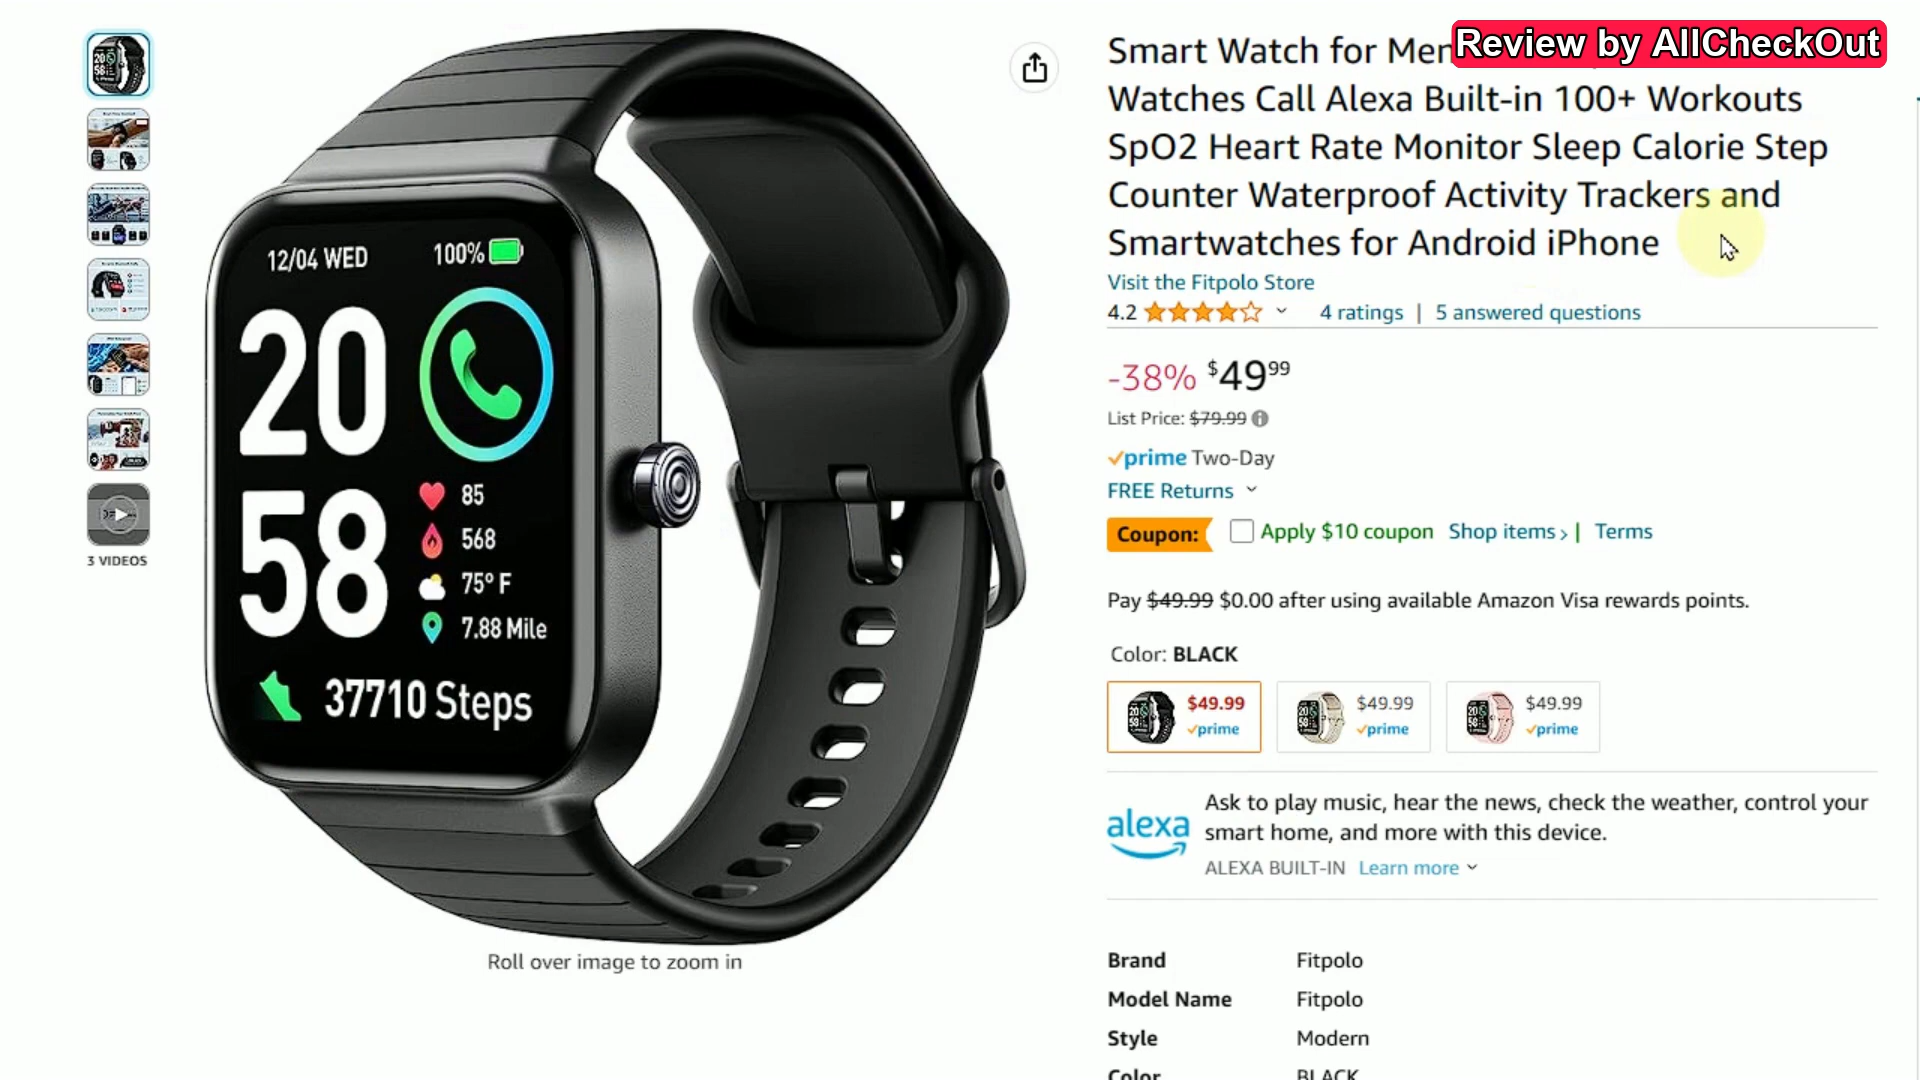 Review by AllCheckOut
Smart Watch for Men
Watches Call Alexa Built-in 100+ Workouts
SpO2 Heart Rate Monitor Sleep Calorie Step
Counter Waterproof Activity Trackers and
Smartwatches for Android iPhone
Visit the Fitpolo Store
4.2 4 ratings | 5 answered questions
-38% $49.99
List Price: $79.99
prime Two-Day
FREE Returns
Coupon: Apply $10 coupon Shop items > | Terms
Pay $49.99 $0.00 after using available Amazon Visa rewards points.
Color: BLACK
$49.99 $49.99 $49.99
prime prime prime
alexa
Ask to play music, hear the news, check the weather, control your
smart home, and more with this device.
ALEXA BUILT-IN Learn more
Brand Fitpolo
Model Name Fitpolo
Style Modern
Color BLACK
12/04 WED 100%
20
58
85
568
75° F
7.88 Mile
37710 Steps
3 VIDEOS
Roll over image to zoom in